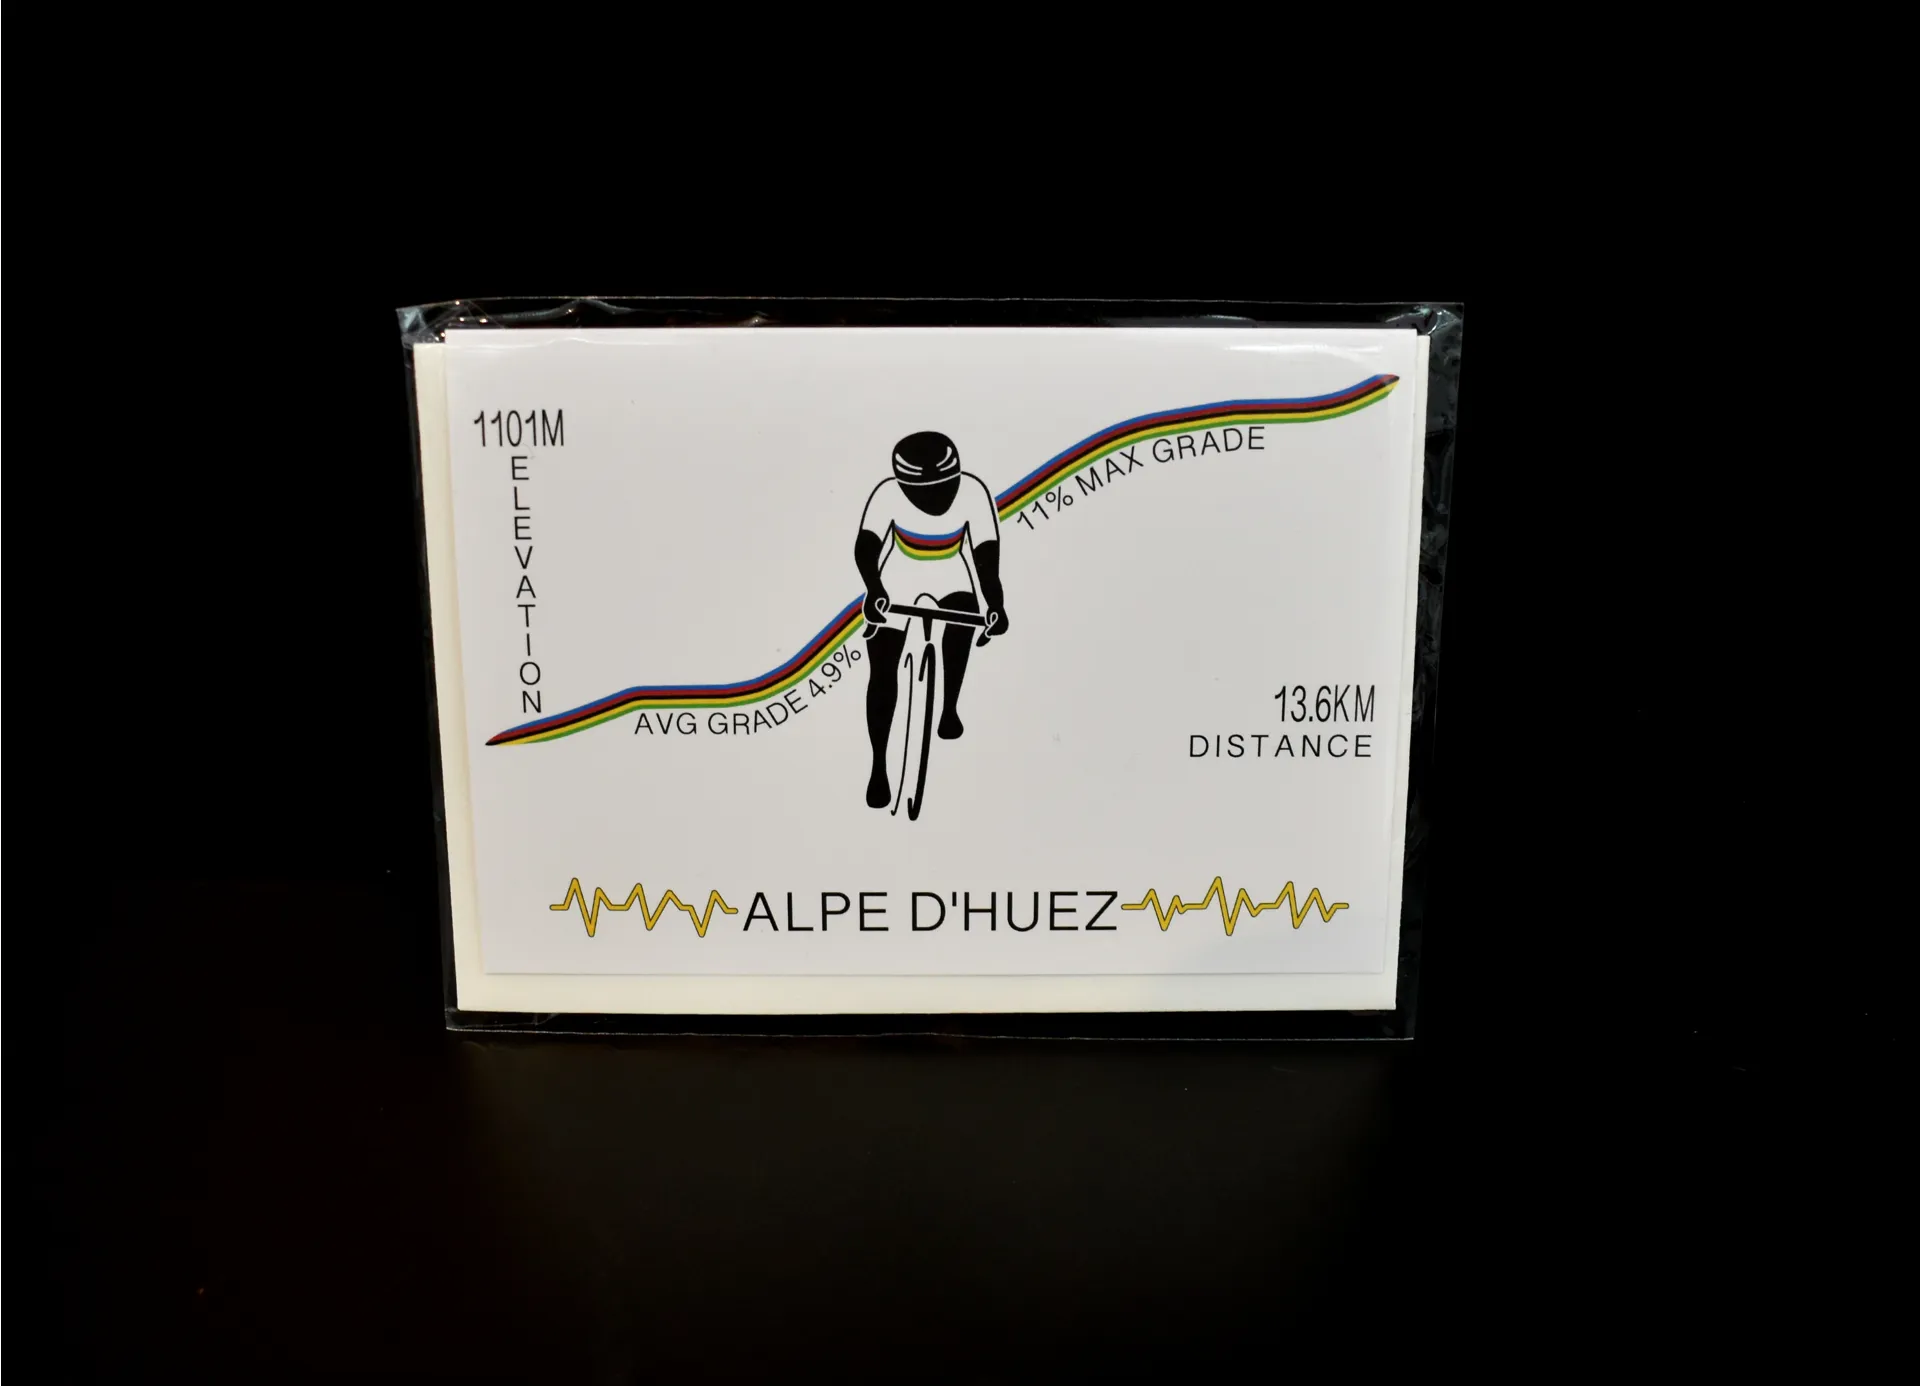 1101M
ELEVATION
11% MAX GRADE
AVG GRADE 4.9%
13.6KM
DISTANCE
ALPE D'HUEZ